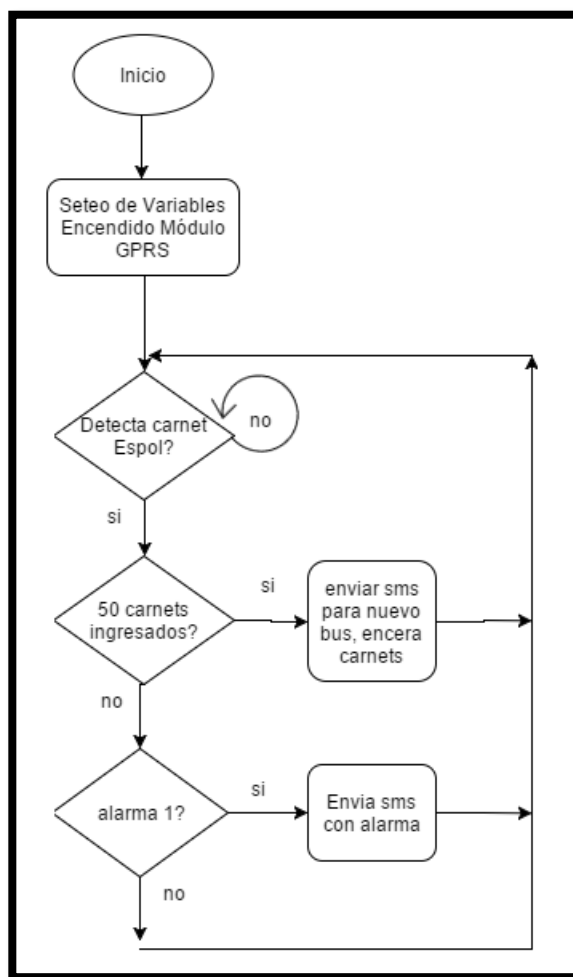 Inicio
Seteo de Variables
Encendido Módulo
GPRS
Detecta carnet
Espol?
no
si
50 carnets
ingresados?
si
enviar sms
para nuevo
bus, encera
carnets
no
alarma 1?
si
Envia sms
con alarma
no